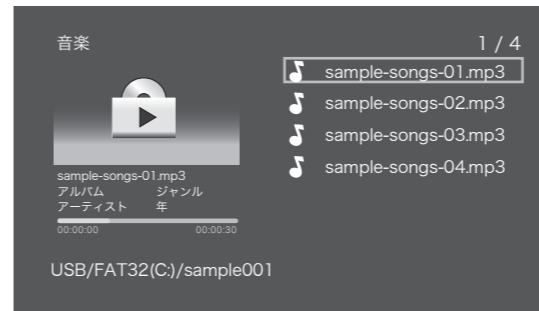 音楽
1 / 4
sample-songs-01.mp3
sample-songs-02.mp3
sample-songs-03.mp3
sample-songs-04.mp3
sample-songs-01.mp3
アルバム ジャンル
アーティスト 年
00:00:00 00:00:30
USB/FAT32(C:)/sample001